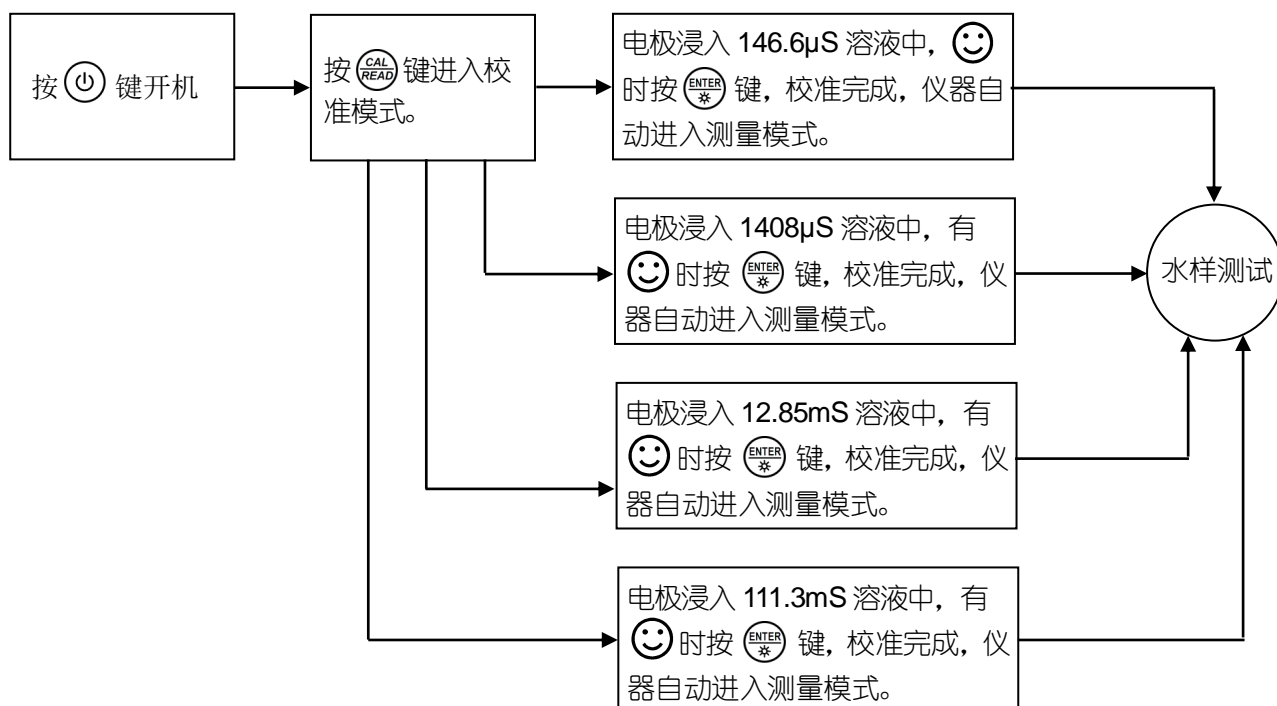 按 键开机
按 CAL READ 键进入校
准模式。
电极浸入 146.6μS 溶液中，
时按 ENTER 键，校准完成，仪器自
动进入测量模式。
电极浸入 1408μS 溶液中，有
时按 ENTER 键，校准完成，仪
器自动进入测量模式。
水样测试
电极浸入 12.85mS 溶液中，有
时按 ENTER 键，校准完成，仪
器自动进入测量模式。
电极浸入 111.3mS 溶液中，有
时按 ENTER 键，校准完成，仪
器自动进入测量模式。